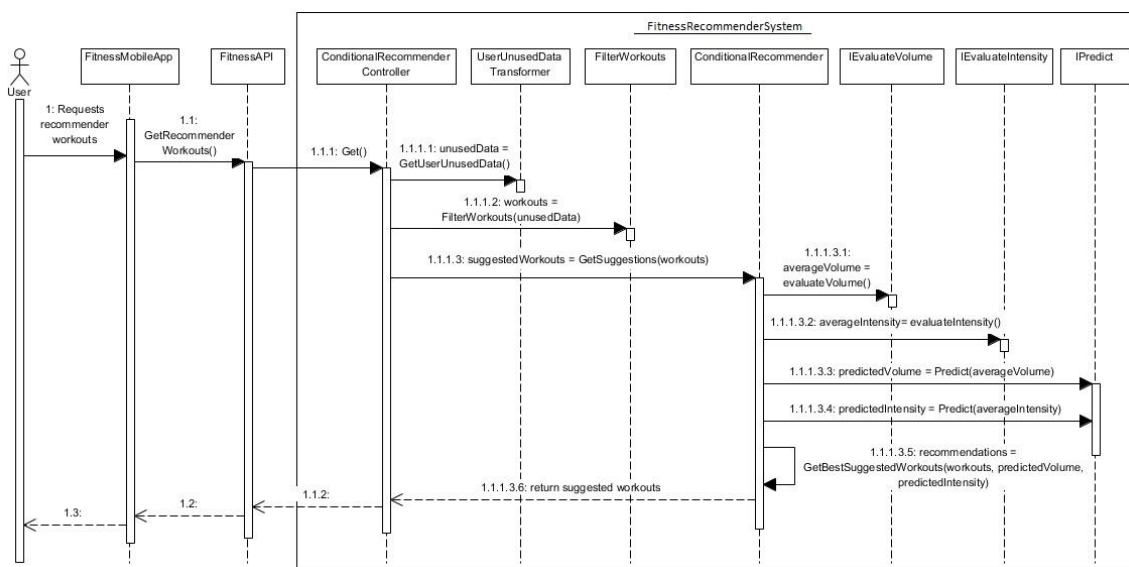 FitnessRecommenderSystem
FitnessMobileApp
FitnessAPI
ConditionalRecommender
Controller
UserUnusedData
Transformer
FilterWorkouts
ConditionalRecommender
IEvaluateVolume
IEvaluateIntensity
IPredict
User
1: Requests
recommender
workouts
1.1:
GetRecommender
Workouts()
1.1.1: Get()
1.1.1.1: unusedData =
GetUserUnusedData()
1.1.1.2: workouts =
FilterWorkouts(unusedData)
1.1.1.3: suggestedWorkouts = GetSuggestions(workouts)
1.1.1.3.1:
averageVolume =
evaluateVolume()
1.1.1.3.2: averageIntensity= evaluateIntensity()
1.1.1.3.3: predictedVolume = Predict(averageVolume)
1.1.1.3.4: predictedIntensity = Predict(averageIntensity)
1.1.1.3.5: recommendations =
GetBestSuggestedWorkouts(workouts, predictedVolume,
predictedIntensity)
1.1.1.3.6: return suggested workouts
1.1.2:
1.2:
1.3: